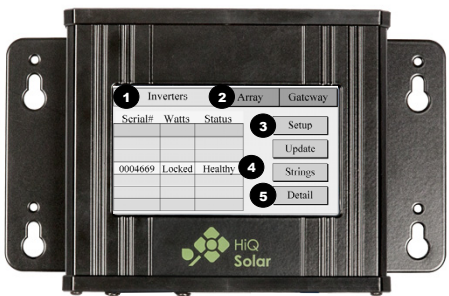 1 Inverters 2 Array Gateway
Serial# Watts Status
3 Setup
Update
0004669 Locked Healthy 4 Strings
5 Detail
HiQ
Solar